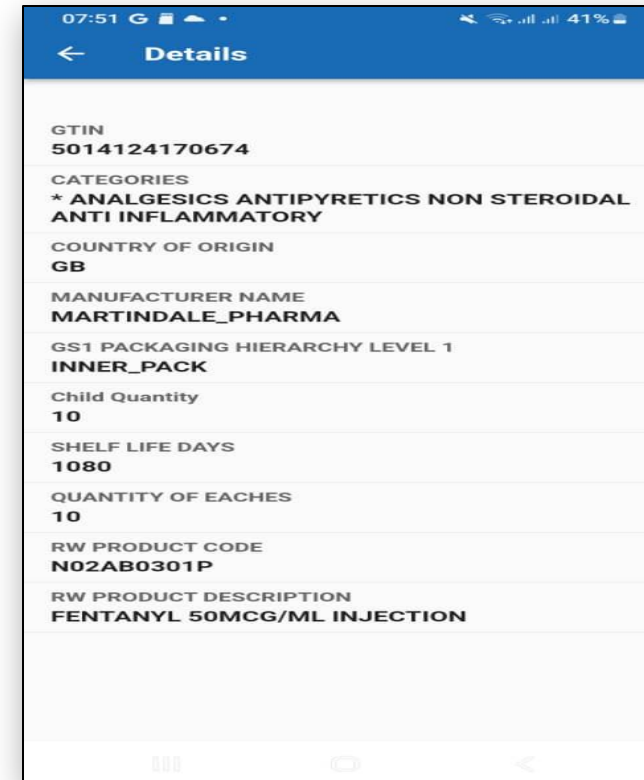 07:51 G
41%
Details
GTIN
5014124170674
CATEGORIES
* ANALGESICS ANTIPYRETICS NON STEROIDAL
ANTI INFLAMMATORY
COUNTRY OF ORIGIN
GB
MANUFACTURER NAME
MARTINDALE_PHARMA
GS1 PACKAGING HIERARCHY LEVEL 1
INNER_PACK
Child Quantity
10
SHELF LIFE DAYS
1080
QUANTITY OF EACHES
10
RW PRODUCT CODE
N02AB0301P
RW PRODUCT DESCRIPTION
FENTANYL 50MCG/ML INJECTION